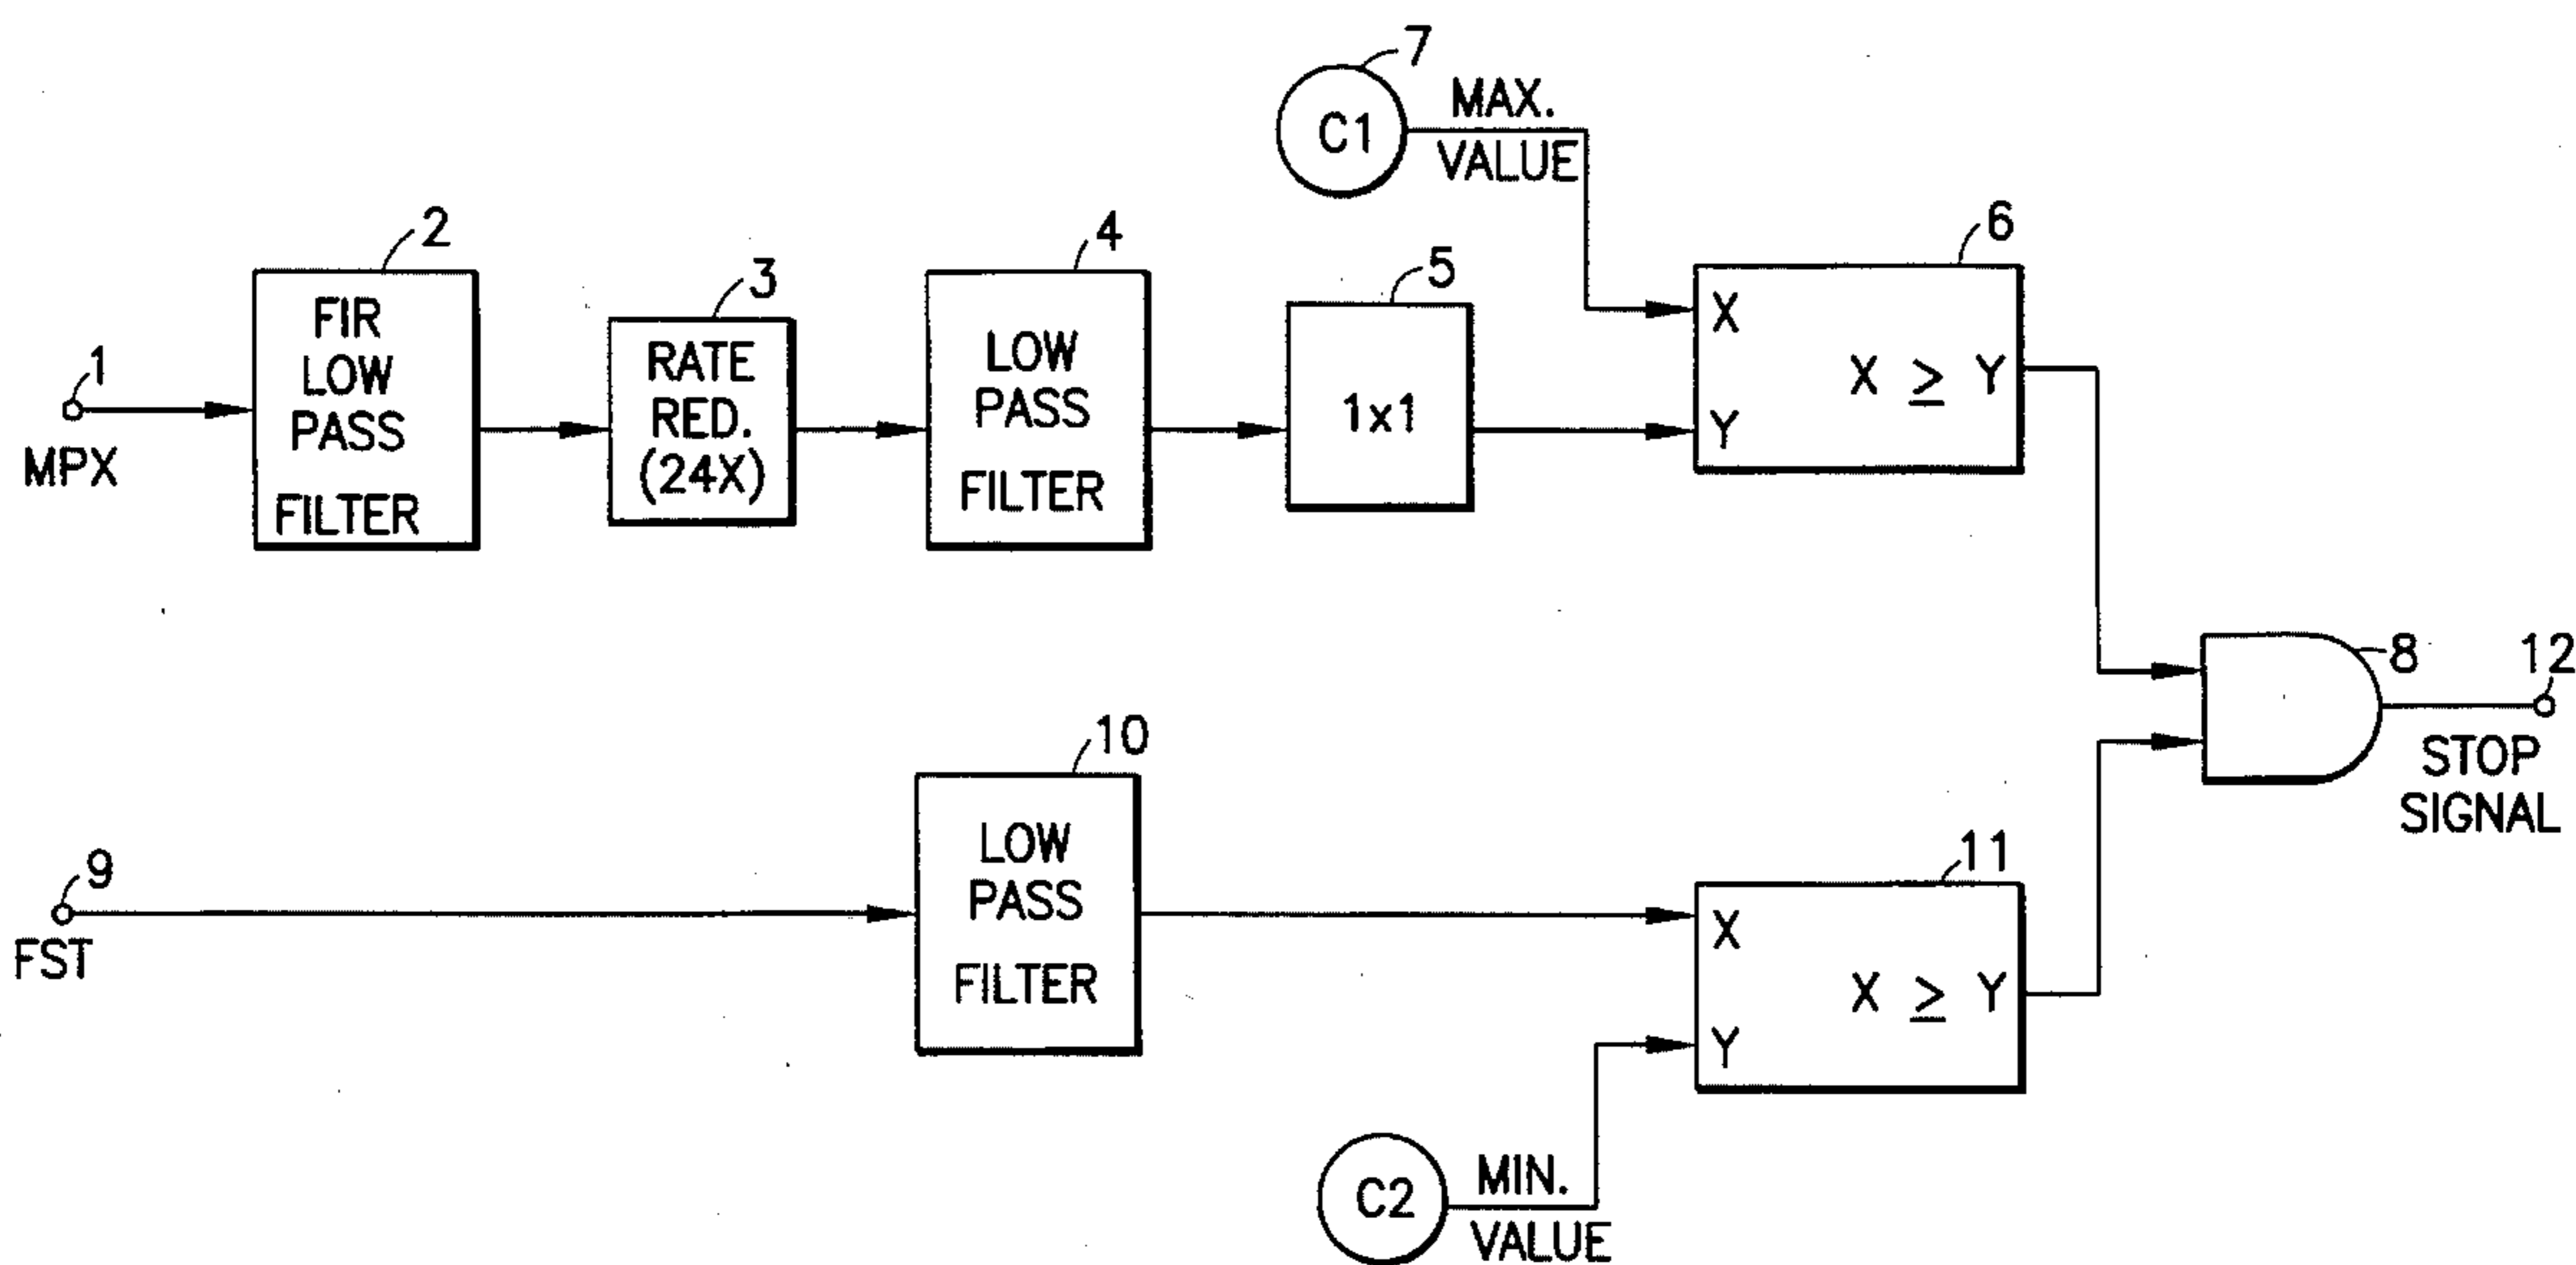 7
C1
MAX.
VALUE
2
FIR
LOW
PASS
FILTER
3
RATE
RED.
(24X)
4
LOW
PASS
FILTER
5
1x1
6
X
Y
X ≥ Y
1
MPX
8
12
STOP
SIGNAL
9
FST
10
LOW
PASS
FILTER
11
X
Y
X ≥ Y
C2
MIN.
VALUE